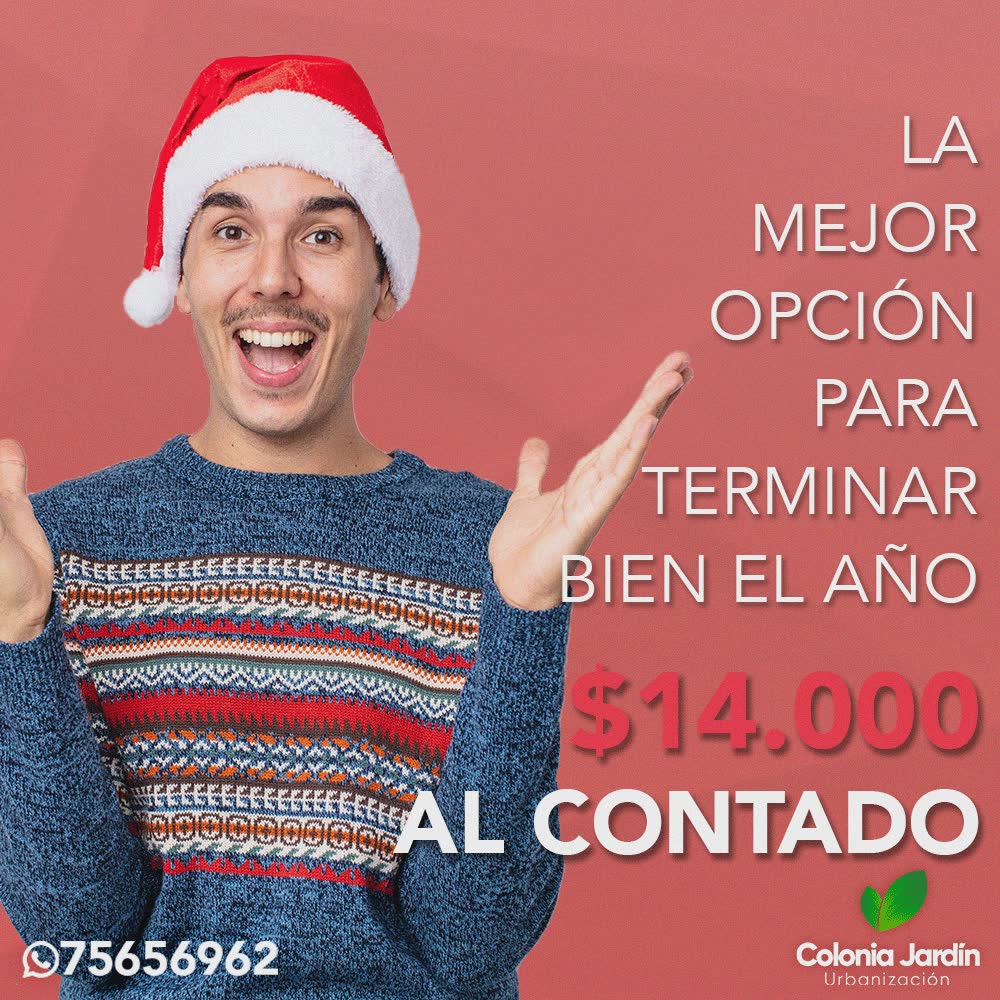 LA
MEJOR
OPCIÓN
PARA
TERMINAR
BIEN EL AÑO
$14.000
AL CONTADO
75656962
Colonia Jardín
Urbanización